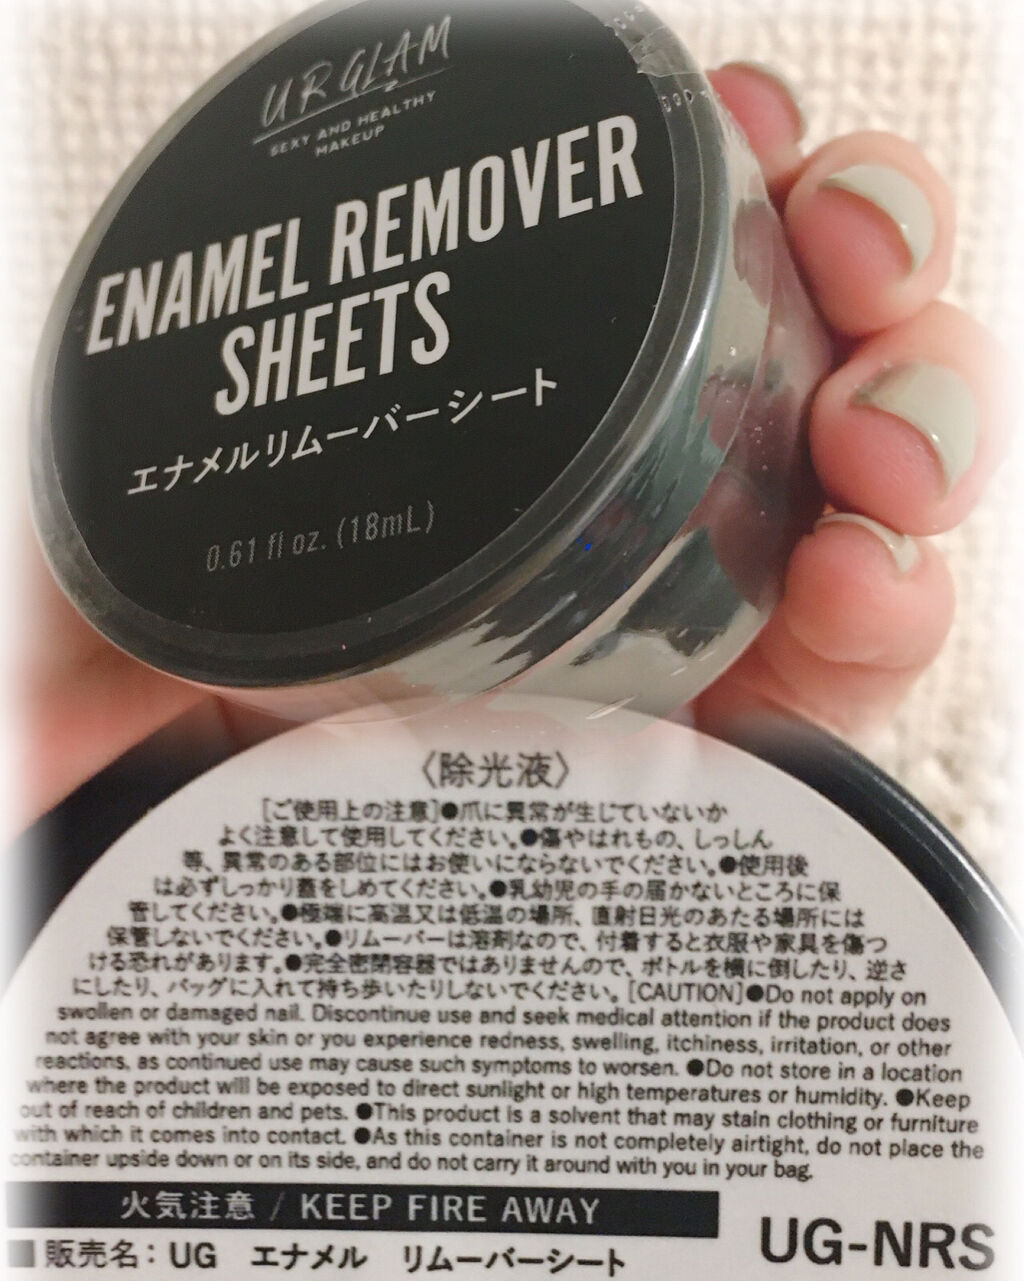 UR GLAM
SEXY AND HEALTHY
MAKEUP
ENAMEL REMOVER
SHEETS
エナメルリムーバーシート
0.61 fl oz. (18mL)
〈除光液〉
[ご使用上の注意]●爪に異常が生じていないか
よく注意して使用してください。●傷やはれもの、しっしん
等、異常のある部位にはお使いにならないでください。●使用後
は必ずしっかり蓋をしめてください。●乳幼児の手の届かないところに保
管してください。●極端に高温又は低温の場所、直射日光のあたる場所には
保管しないでください。●リムーバーは溶剤なので、付着すると衣服や家具を傷つ
ける恐れがあります。●完全密閉容器ではありませんので、ボトルを横に倒したり、逆さ
にしたり、バッグに入れて持ち歩いたりしないでください。[CAUTION]●Do not apply on
swollen or damaged nail. Discontinue use and seek medical attention if the product does
not agree with your skin or you experience redness, swelling, itchiness, irritation, or other
reactions, as continued use may cause such symptoms to worsen. ●Do not store in a location
where the product will be exposed to direct sunlight or high temperatures or humidity. ●Keep
out of reach of children and pets. ●This product is a solvent that may stain clothing or furniture
with which it comes into contact. ●As this container is not completely airtight, do not place the
container upside down or on its side, and do not carry it around with you in your bag.
火気注意 / KEEP FIRE AWAY
■販売名：UG エナメル リムーバーシート
UG-NRS